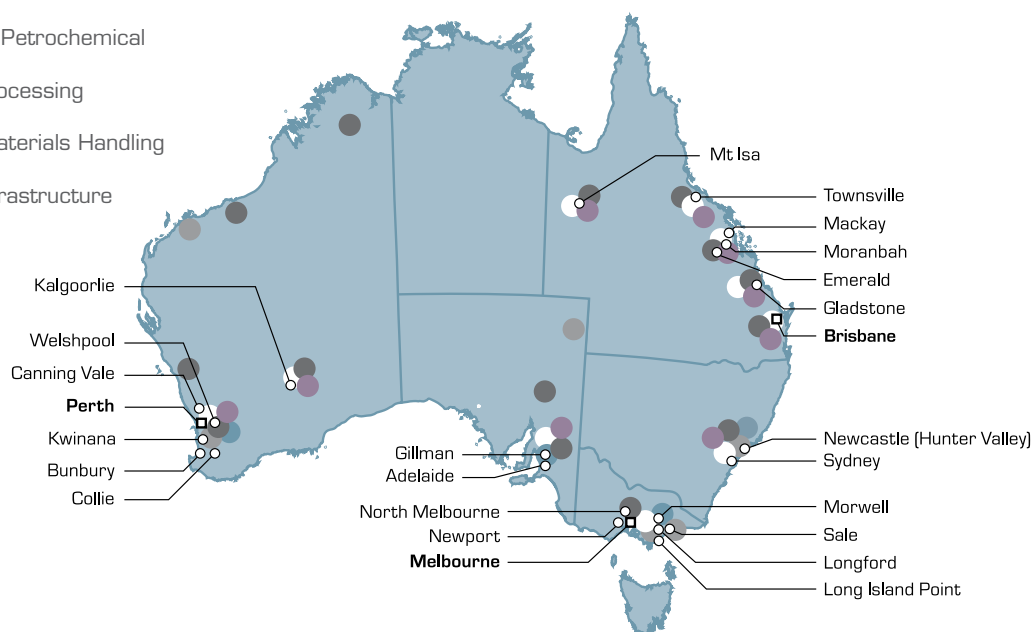 Petrochemical
ocessing
aterials Handling
rastructure
Mt Isa
Townsville
Mackay
Moranbah
Emerald
Gladstone
Brisbane
Kalgoorlie
Welshpool
Canning Vale
Perth
Kwinana
Bunbury
Collie
Gillman
Adelaide
Newcastle (Hunter Valley)
Sydney
North Melbourne
Newport
Melbourne
Morwell
Sale
Longford
Long Island Point